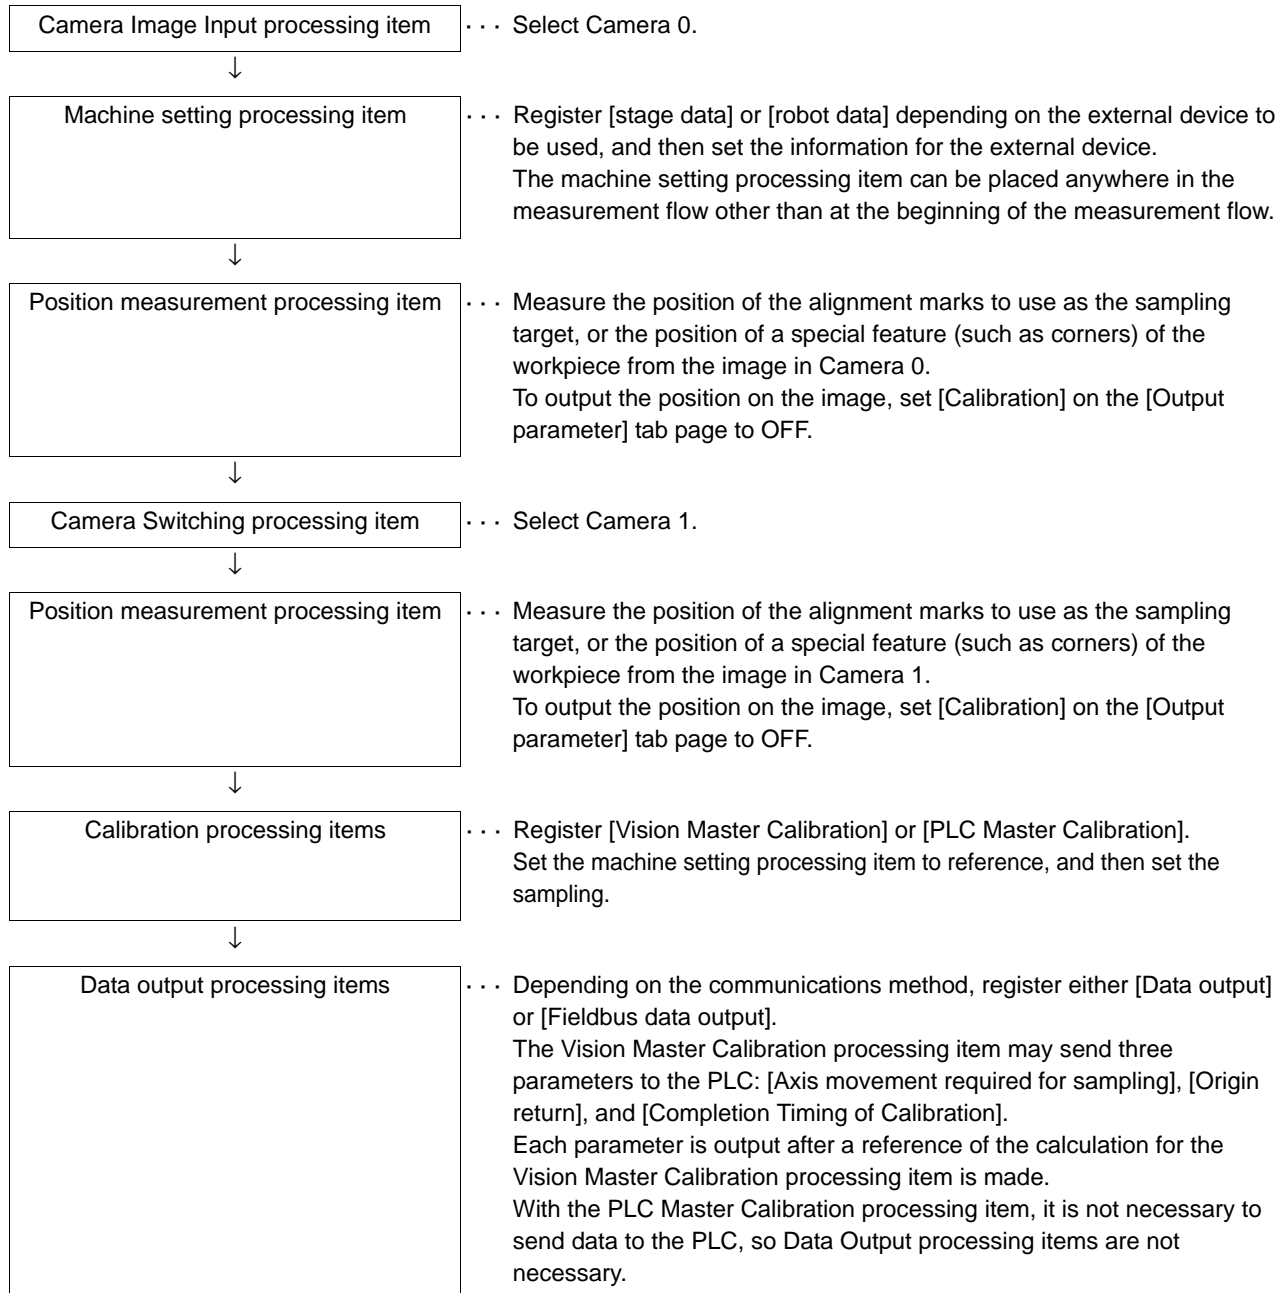 Camera Image Input processing item ··· Select Camera 0.
↓
Machine setting processing item ··· Register [stage data] or [robot data] depending on the external device to
be used, and then set the information for the external device.
The machine setting processing item can be placed anywhere in the
measurement flow other than at the beginning of the measurement flow.
↓
Position measurement processing item ··· Measure the position of the alignment marks to use as the sampling
target, or the position of a special feature (such as corners) of the
workpiece from the image in Camera 0.
To output the position on the image, set [Calibration] on the [Output
parameter] tab page to OFF.
↓
Camera Switching processing item ··· Select Camera 1.
↓
Position measurement processing item ··· Measure the position of the alignment marks to use as the sampling
target, or the position of a special feature (such as corners) of the
workpiece from the image in Camera 1.
To output the position on the image, set [Calibration] on the [Output
parameter] tab page to OFF.
↓
Calibration processing items ··· Register [Vision Master Calibration] or [PLC Master Calibration].
Set the machine setting processing item to reference, and then set the
sampling.
↓
Data output processing items ··· Depending on the communications method, register either [Data output]
or [Fieldbus data output].
The Vision Master Calibration processing item may send three
parameters to the PLC: [Axis movement required for sampling], [Origin
return], and [Completion Timing of Calibration].
Each parameter is output after a reference of the calculation for the
Vision Master Calibration processing item is made.
With the PLC Master Calibration processing item, it is not necessary to
send data to the PLC, so Data Output processing items are not
necessary.